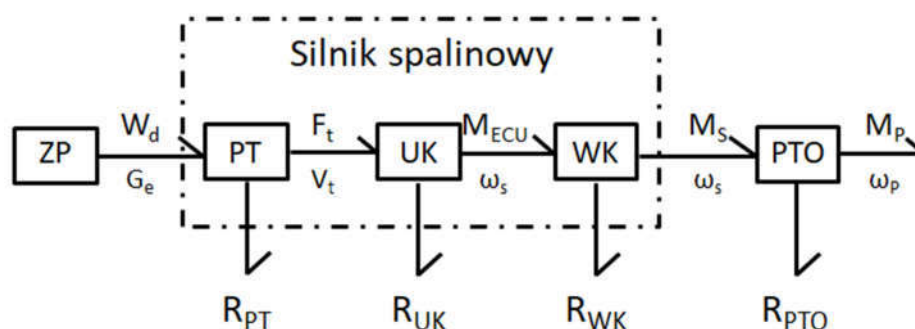 Silnik spalinowy
W_d F_t M_ECU M_S M_P
ZP PT UK WK PTO
G_e V_t ω_s ω_s ω_P
R_PT R_UK R_WK R_PTO